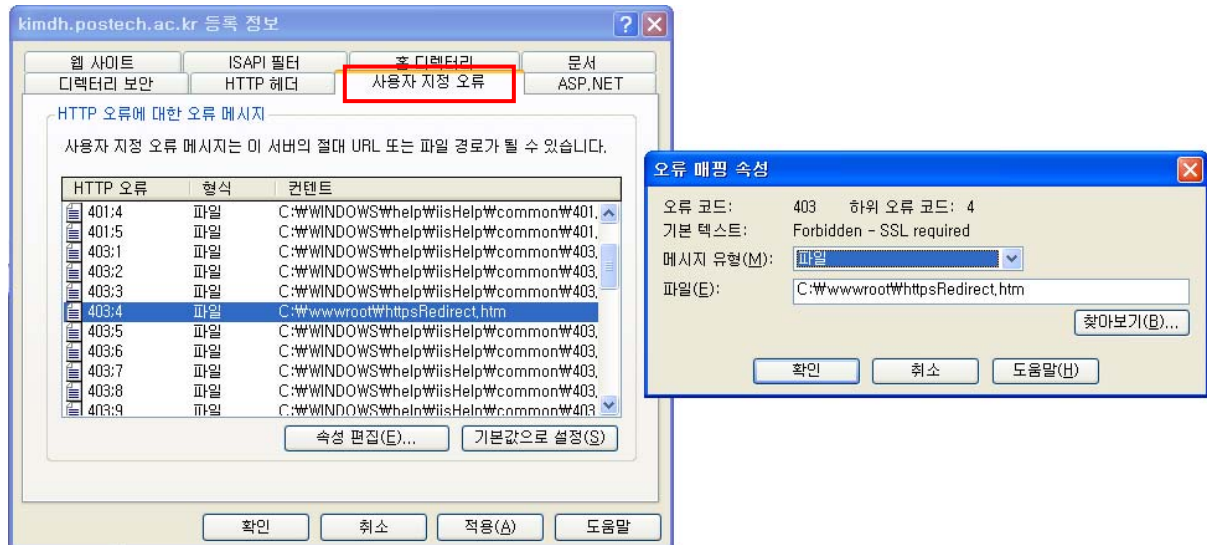 kimdh.postech.ac.kr 등록 정보
웹 사이트 ISAPI 필터 홈 디렉터리 문서
디렉터리 보안 HTTP 헤더 사용자 지정 오류 ASP.NET
HTTP 오류에 대한 오류 메시지
사용자 지정 오류 메시지는 이 서버의 절대 URL 또는 파일 경로가 될 수 있습니다.
HTTP 오류 형식 컨텐트
401;4 파일 C:₩WINDOWS₩help₩iisHelp₩common₩401.
401;5 파일 C:₩WINDOWS₩help₩iisHelp₩common₩401.
403;1 파일 C:₩WINDOWS₩help₩iisHelp₩common₩403.
403;2 파일 C:₩WINDOWS₩help₩iisHelp₩common₩403.
403;3 파일 C:₩WINDOWS₩help₩iisHelp₩common₩403.
403;4 파일 C:₩wwwroot₩httpsRedirect.htm
403;5 파일 C:₩WINDOWS₩help₩iisHelp₩common₩403.
403;6 파일 C:₩WINDOWS₩help₩iisHelp₩common₩403.
403;7 파일 C:₩WINDOWS₩help₩iisHelp₩common₩403.
403;8 파일 C:₩WINDOWS₩help₩iisHelp₩common₩403.
403;9 파일 C:₩WINDOWS₩help₩iisHelp₩common₩403
속성 편집(E)... 기본값으로 설정(S)
확인 취소 적용(A) 도움말
오류 매핑 속성
오류 코드: 403 하위 오류 코드: 4
기본 텍스트: Forbidden - SSL required
메시지 유형(M): 파일
파일(E): C:₩wwwroot₩httpsRedirect.htm
찾아보기(B)...
확인 취소 도움말(H)